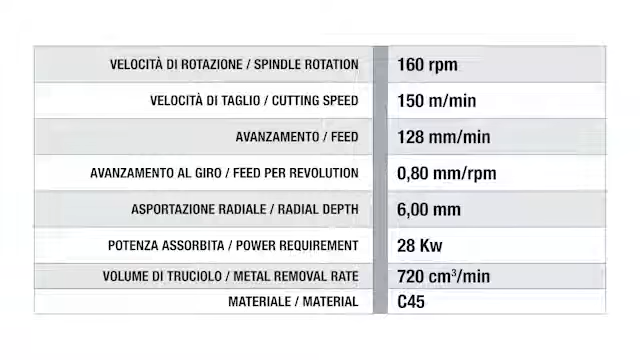 VELOCITÀ DI ROTAZIONE / SPINDLE ROTATION 160 rpm
VELOCITÀ DI TAGLIO / CUTTING SPEED 150 m/min
AVANZAMENTO / FEED 128 mm/min
AVANZAMENTO AL GIRO / FEED PER REVOLUTION 0,80 mm/rpm
ASPORTAZIONE RADIALE / RADIAL DEPTH 6,00 mm
POTENZA ASSORBITA / POWER REQUIREMENT 28 Kw
VOLUME DI TRUCIOLO / METAL REMOVAL RATE 720 cm³/min
MATERIALE / MATERIAL C45